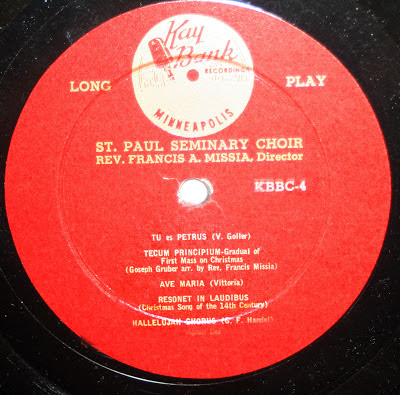 Kay
Bank
RECORDINGS
MINNEAPOLIS
LONG PLAY
ST. PAUL SEMINARY CHOIR
REV. FRANCIS A. MISSIA, Director
KBBC-4
TU es PETRUS (V. Goller)
TECUM PRINCIPIUM-Gradual of
First Mass on Christmas
(Goseph Gruber arr. by Rev. Francis Missia)
AVE MARIA (Vittoria)
RESONET IN LAUDIBUS
(Christmas Song of the 14th Century)
HALLELUJAH CHORUS (G. F. Handel)